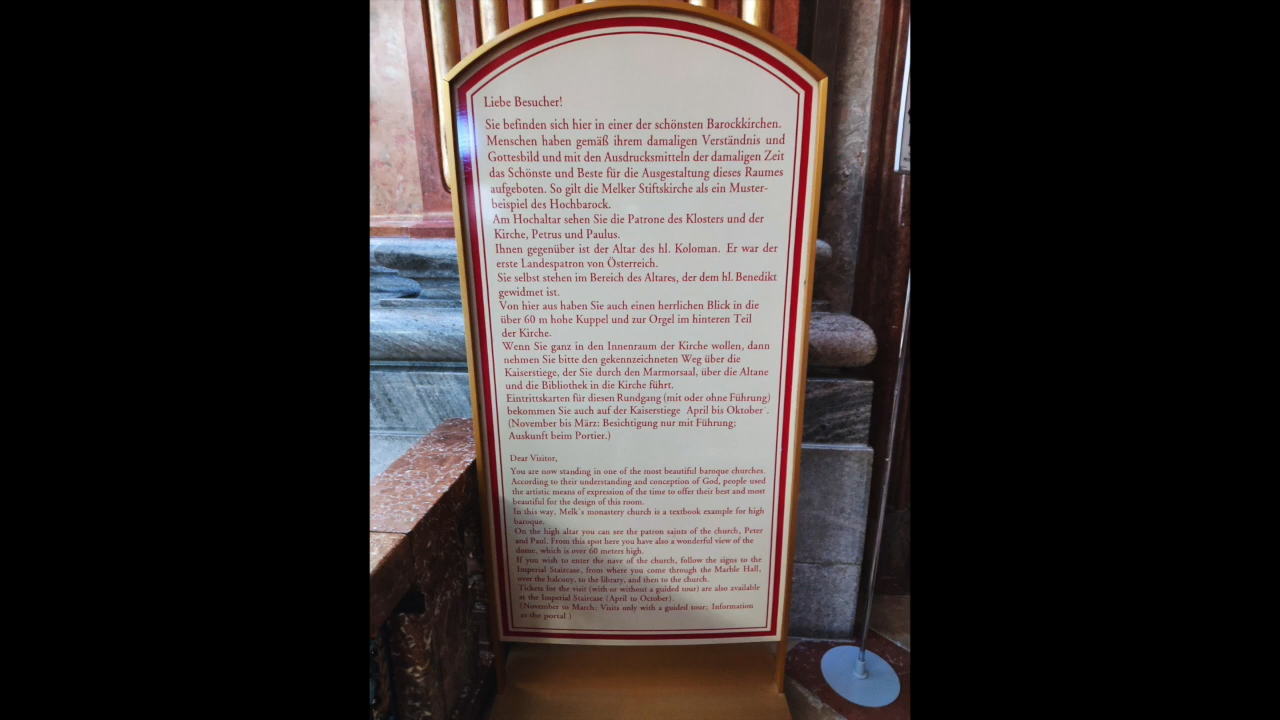 Liebe Besucher!
Sie befinden sich hier in einer der schönsten Barockkirchen.
Menschen haben gemäß ihrem damaligen Verständnis und
Gottesbild und mit den Ausdrucksmitteln der damaligen Zeit
das Schönste und Beste für die Ausgestaltung dieses Raumes
aufgeboten. So gilt die Melker Stiftskirche als ein Muster-
beispiel des Hochbarock.
Am Hochaltar sehen Sie die Patrone des Klosters und der
Kirche, Petrus und Paulus.
Ihnen gegenüber ist der Altar des hl. Koloman. Er war der
erste Landespatron von Österreich.
Sie selbst stehen im Bereich des Altares, der dem hl. Benedikt
gewidmet ist.
Von hier aus haben Sie auch einen herrlichen Blick in die
über 60 m hohe Kuppel und zur Orgel im hinteren Teil
der Kirche.
Wenn Sie ganz in den Innenraum der Kirche wollen, dann
nehmen Sie bitte den gekennzeichneten Weg über die
Kaiserstiege, der Sie durch den Marmorsaal, über die Altane
und die Bibliothek in die Kirche führt.
Eintrittskarten für diesen Rundgang (mit oder ohne Führung)
bekommen Sie auch auf der Kaiserstiege April bis Oktober .
(November bis März: Besichtigung nur mit Führung;
Auskunft beim Portier.)
Dear Visitor,
You are now standing in one of the most beautiful baroque churches.
According to their understanding and conception of God, people used
the artistic means of expression of the time to offer their best and most
beautiful for the design of this room.
In this way, Melk's monastery church is a textbook example for high
baroque.
On the high altar you can see the patron saints of the church, Peter
and Paul. From this spot here you have also a wonderful view of the
dome, which is over 60 meters high.
If you wish to enter the nave of the church, follow the signs to the
Imperial Staircase, from where you come through the Marble Hall,
over the balcony, to the library, and then to the church.
Tickets for the visit (with or without a guided tour) are also available
at the Imperial Staircase (April to October).
(November to March: Visits only with a guided tour; Information
at the portal )